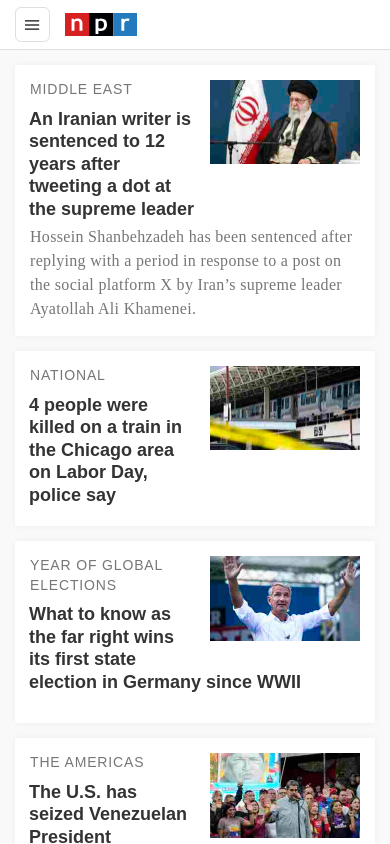 npr
MIDDLE EAST
An Iranian writer is
sentenced to 12
years after
tweeting a dot at
the supreme leader
Hossein Shanbehzadeh has been sentenced after
replying with a period in response to a post on
the social platform X by Iran’s supreme leader
Ayatollah Ali Khamenei.
NATIONAL
4 people were
killed on a train in
the Chicago area
on Labor Day,
police say
YEAR OF GLOBAL
ELECTIONS
What to know as
the far right wins
its first state
election in Germany since WWII
THE AMERICAS
The U.S. has
seized Venezuelan
President